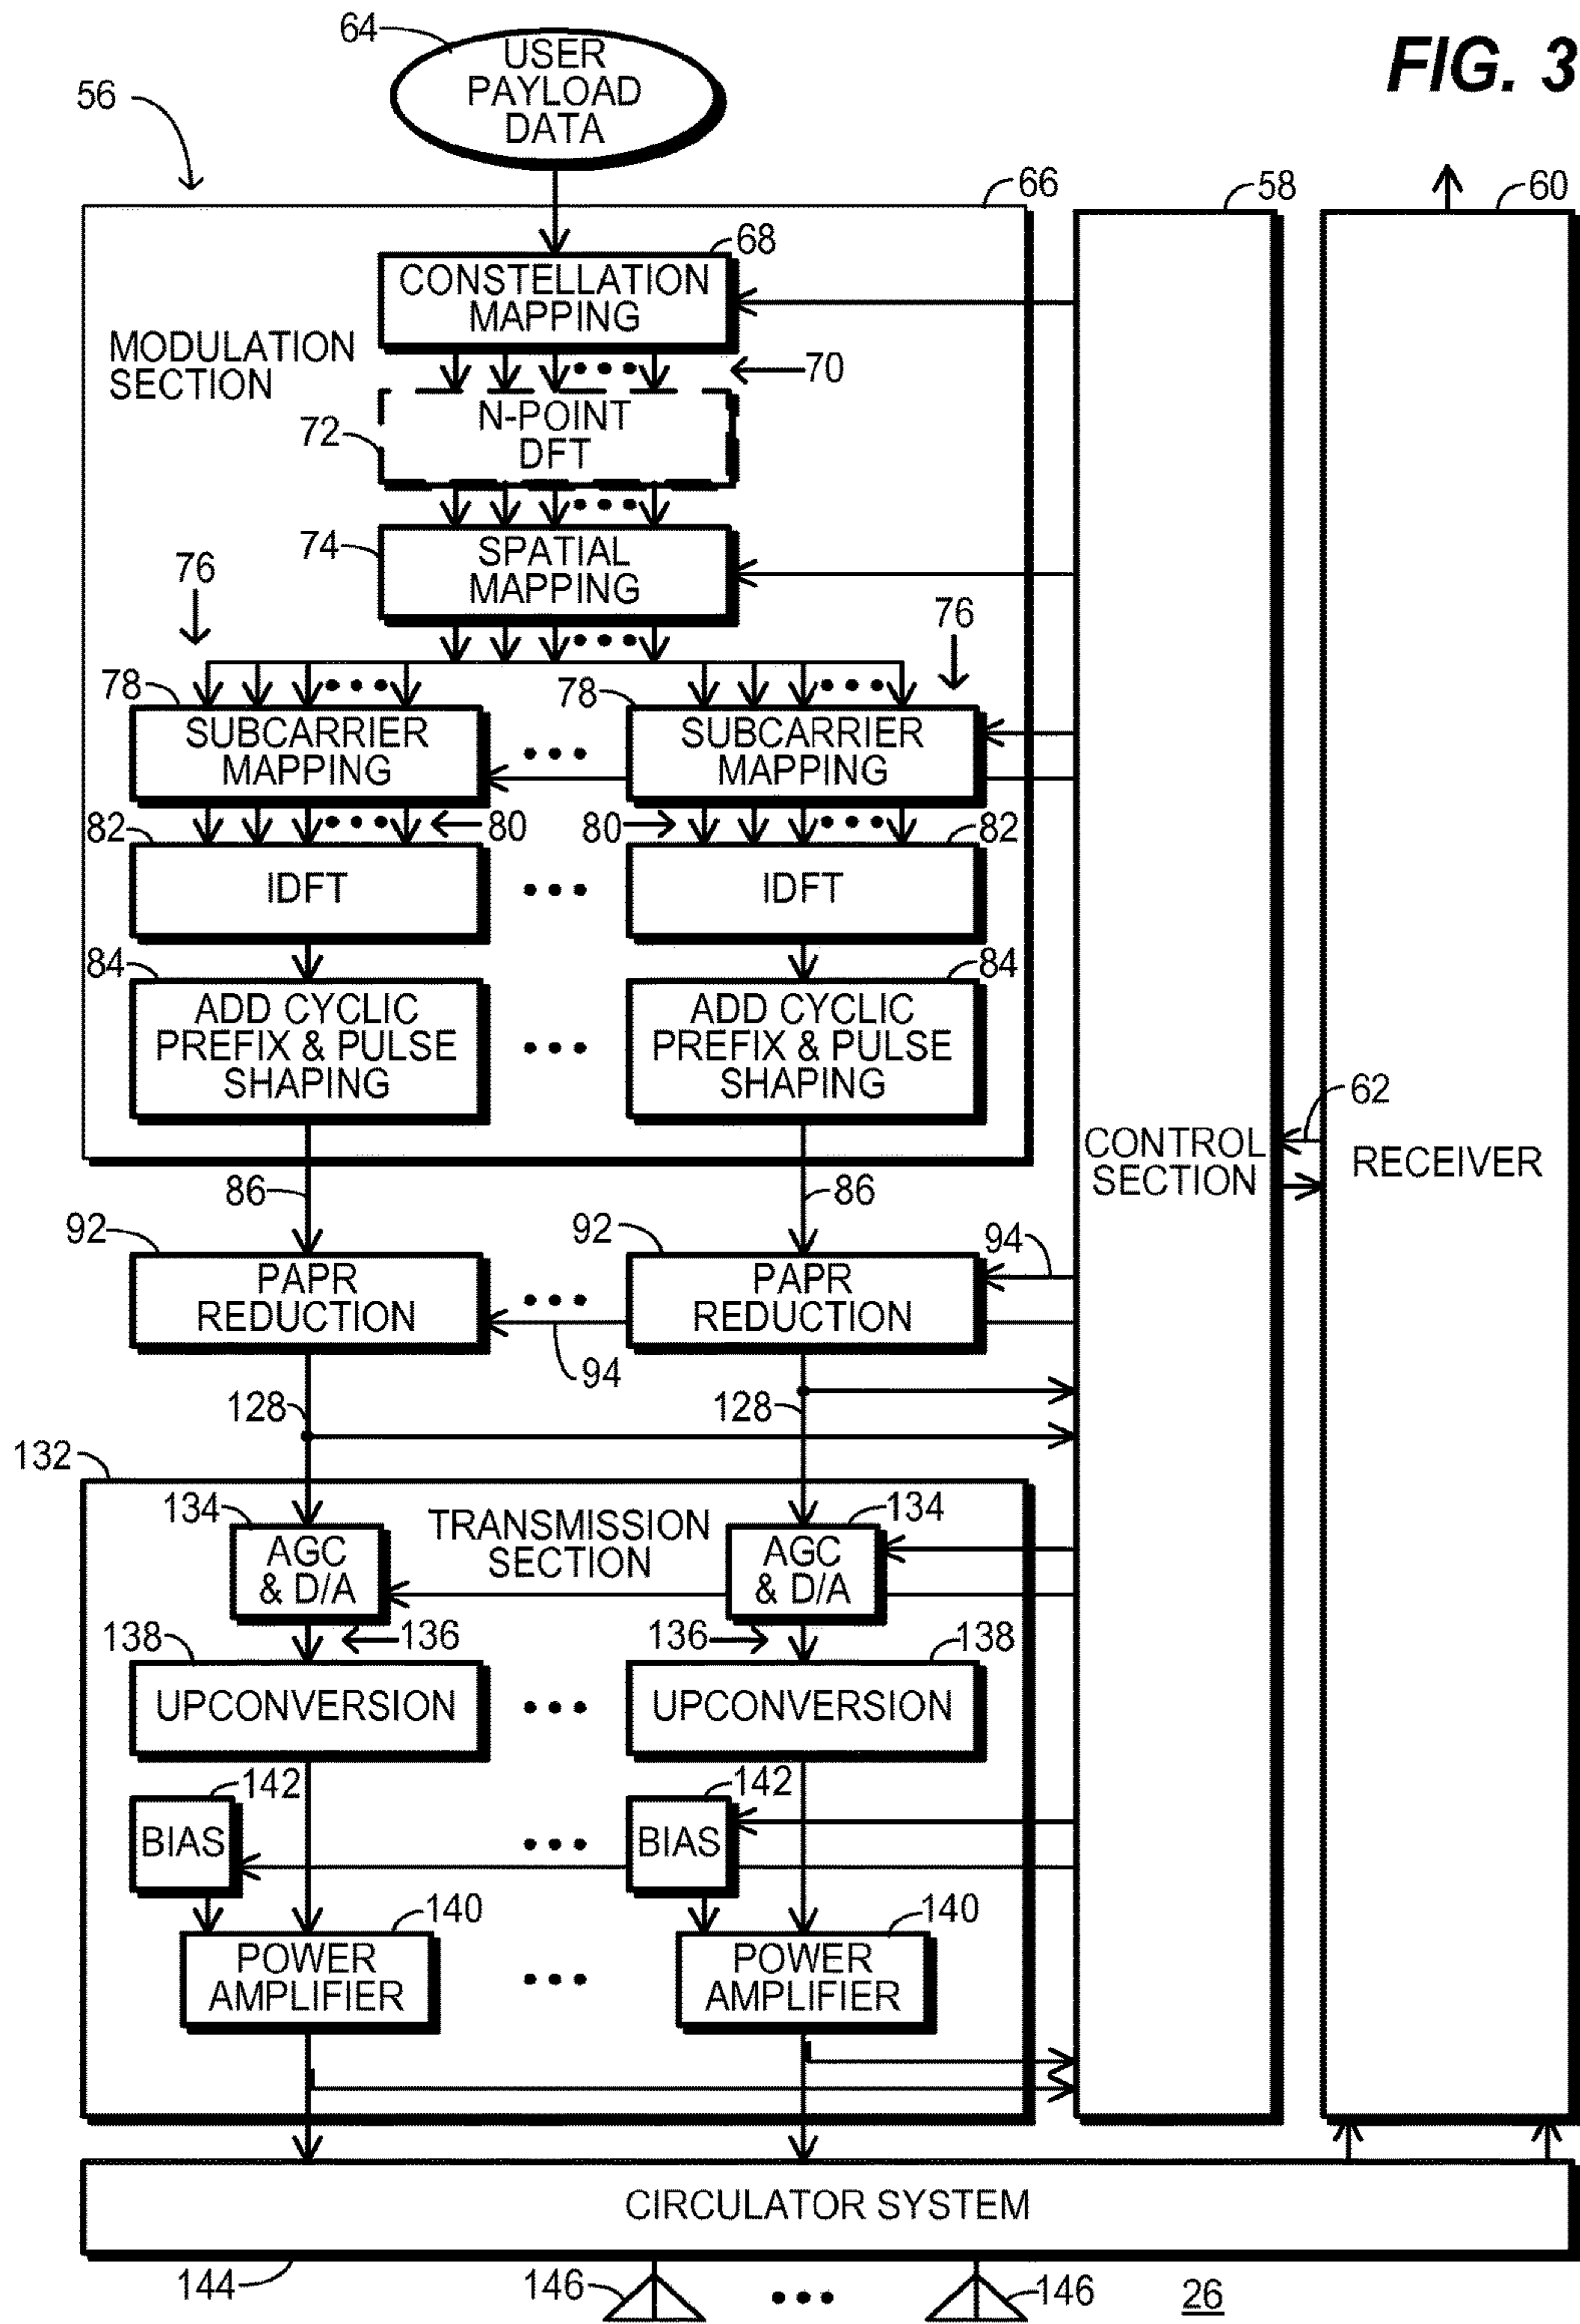 FIG. 3
64
USER
PAYLOAD
DATA
56
66
58
60
68
CONSTELLATION
MAPPING
MODULATION
SECTION
70
72
N-POINT
DFT
74
SPATIAL
MAPPING
76
76
78
78
SUBCARRIER
MAPPING
SUBCARRIER
MAPPING
82
80
80
82
IDFT
IDFT
84
84
ADD CYCLIC
PREFIX & PULSE
SHAPING
ADD CYCLIC
PREFIX & PULSE
SHAPING
62
CONTROL
SECTION
RECEIVER
86
86
92
92
94
PAPR
REDUCTION
PAPR
REDUCTION
94
128
128
132
134
TRANSMISSION
SECTION
134
AGC
& D/A
AGC
& D/A
138
136
136
138
UPCONVERSION
UPCONVERSION
142
142
BIAS
BIAS
140
140
POWER
AMPLIFIER
POWER
AMPLIFIER
CIRCULATOR SYSTEM
144
146
146
26